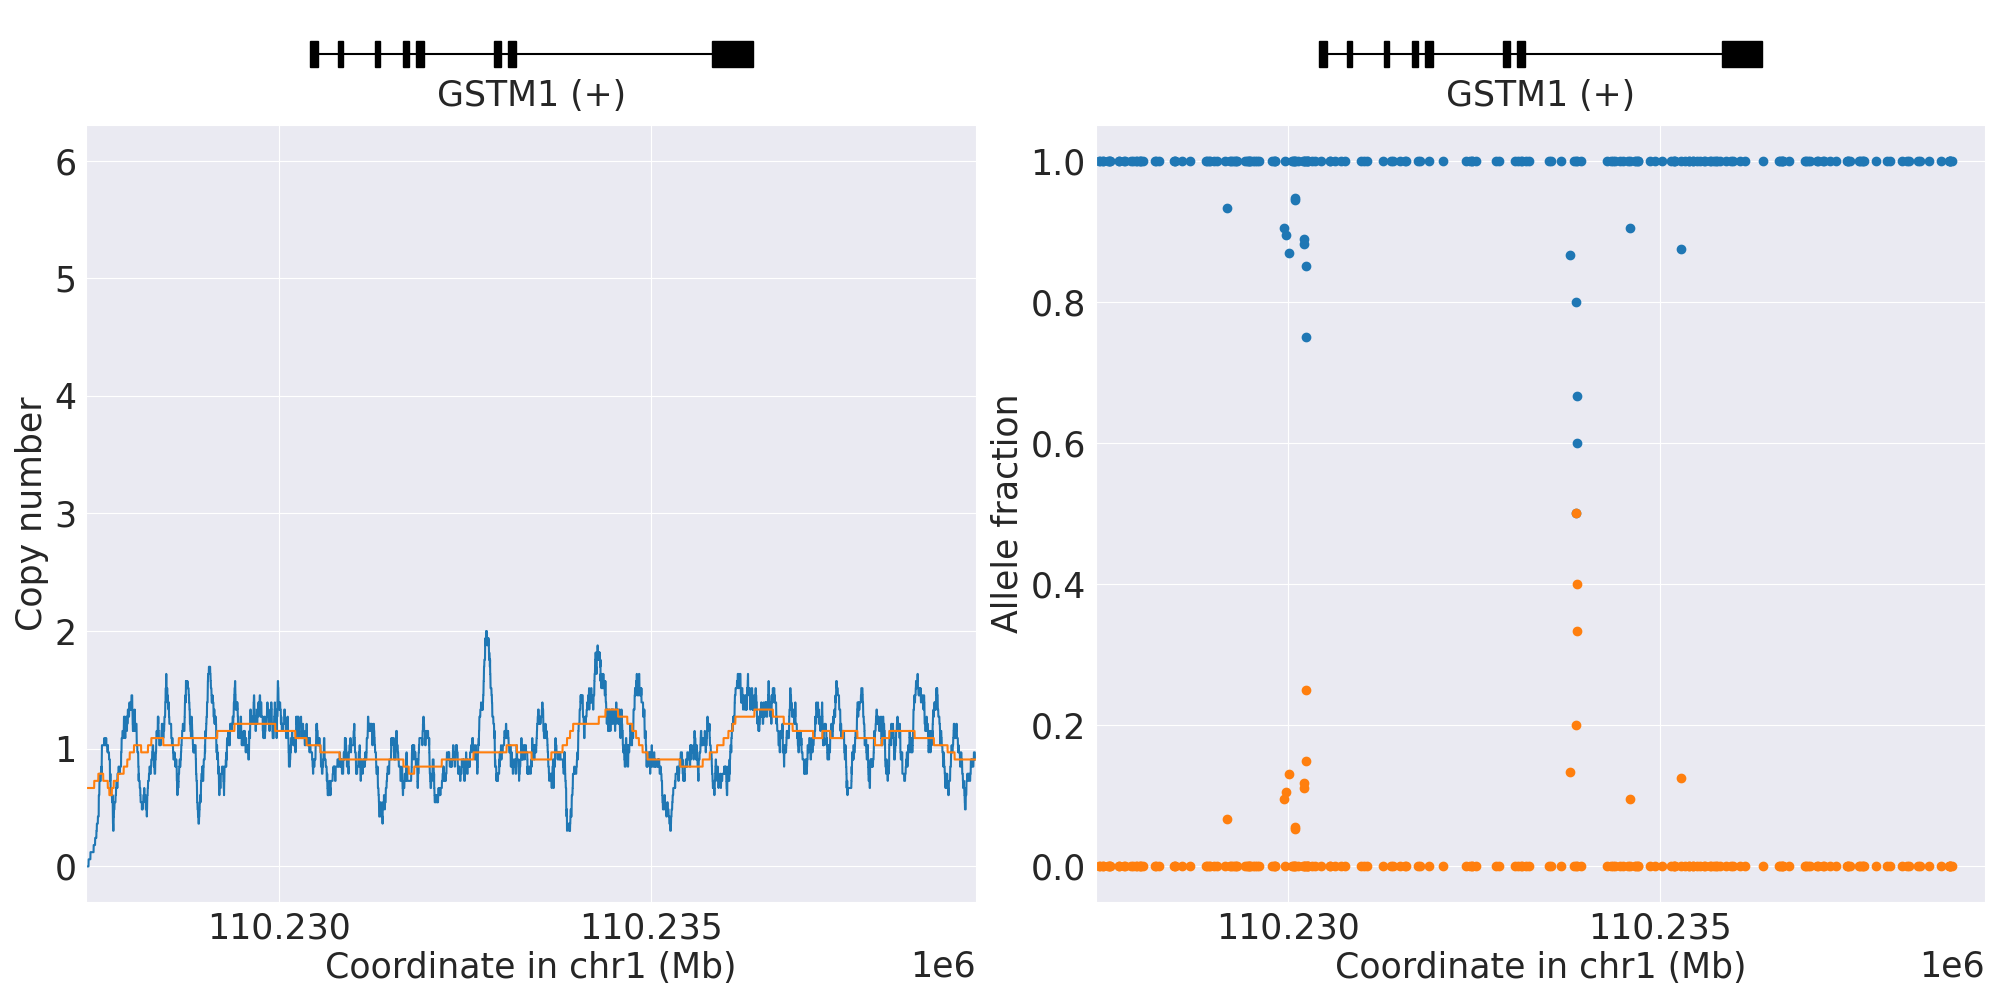 GSTM1 (+)
6
5
4
3
2
1
0
Copy number
110.230
110.235
Coordinate in chr1 (Mb)
1e6
GSTM1 (+)
1.0
0.8
0.6
0.4
0.2
0.0
Allele fraction
110.230
110.235
Coordinate in chr1 (Mb)
1e6